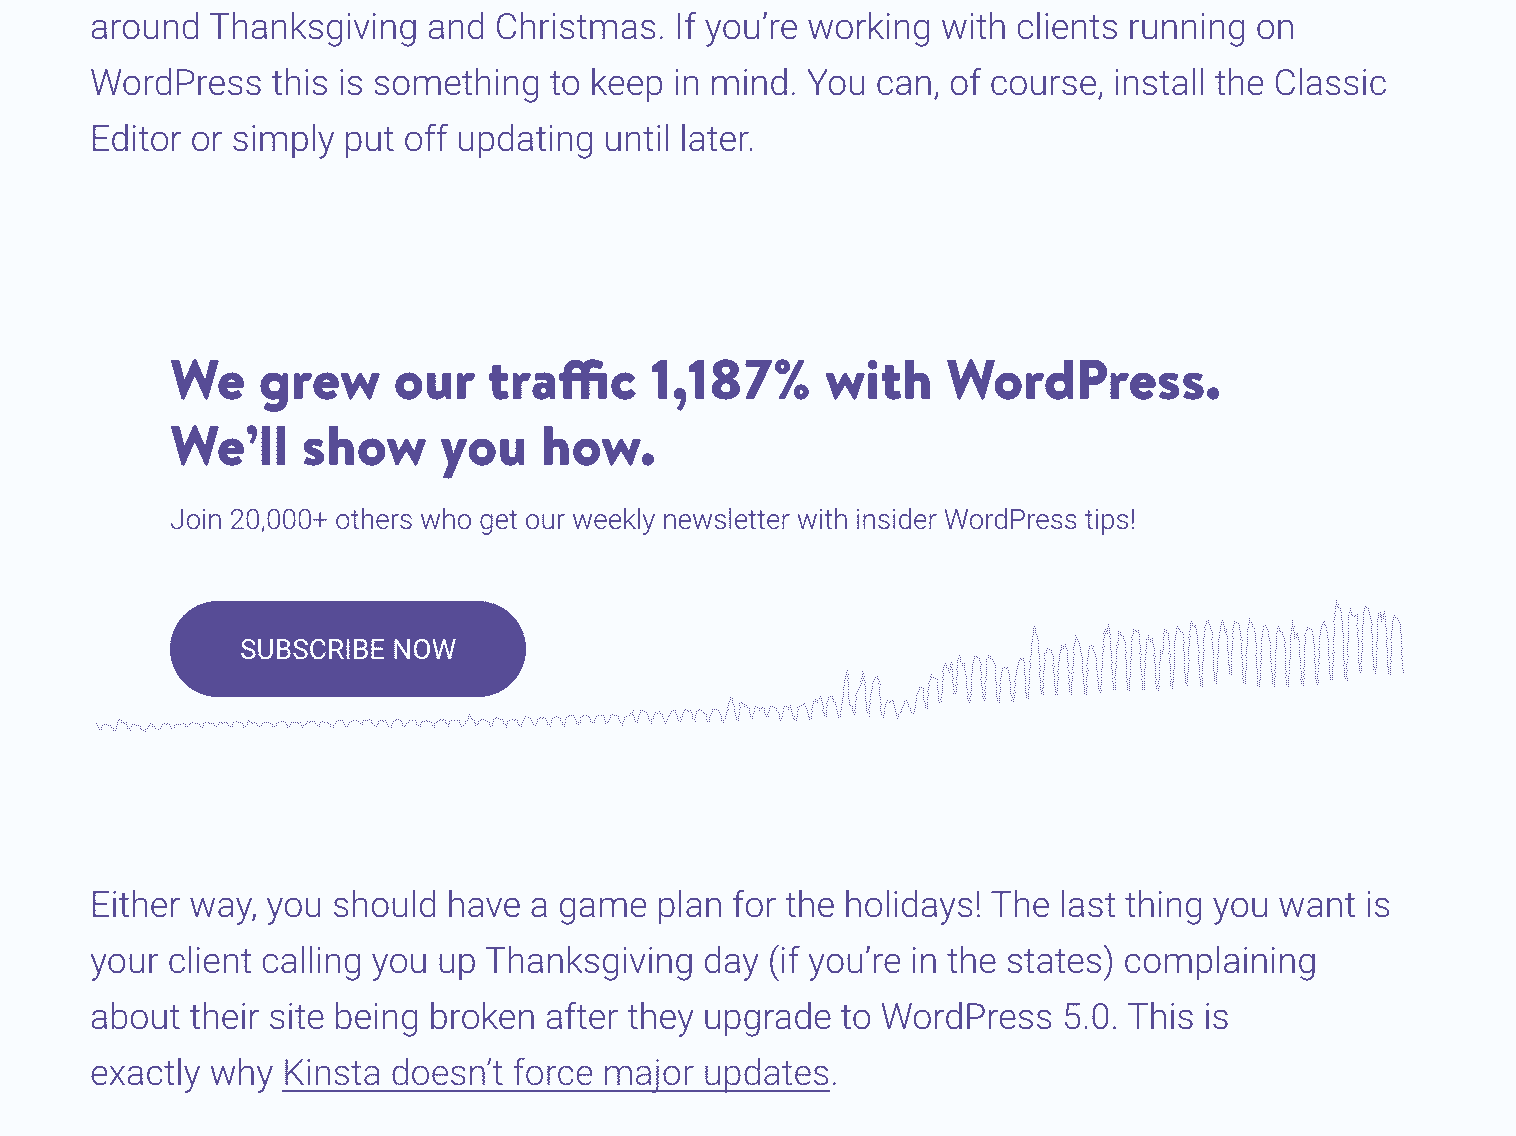 around Thanksgiving and Christmas. If you’re working with clients running on
WordPress this is something to keep in mind. You can, of course, install the Classic
Editor or simply put off updating until later.
We grew our traffic 1,187% with WordPress.
We’ll show you how.
Join 20,000+ others who get our weekly newsletter with insider WordPress tips!
SUBSCRIBE NOW
Either way, you should have a game plan for the holidays! The last thing you want is
your client calling you up Thanksgiving day (if you’re in the states) complaining
about their site being broken after they upgrade to WordPress 5.0. This is
exactly why Kinsta doesn’t force major updates.